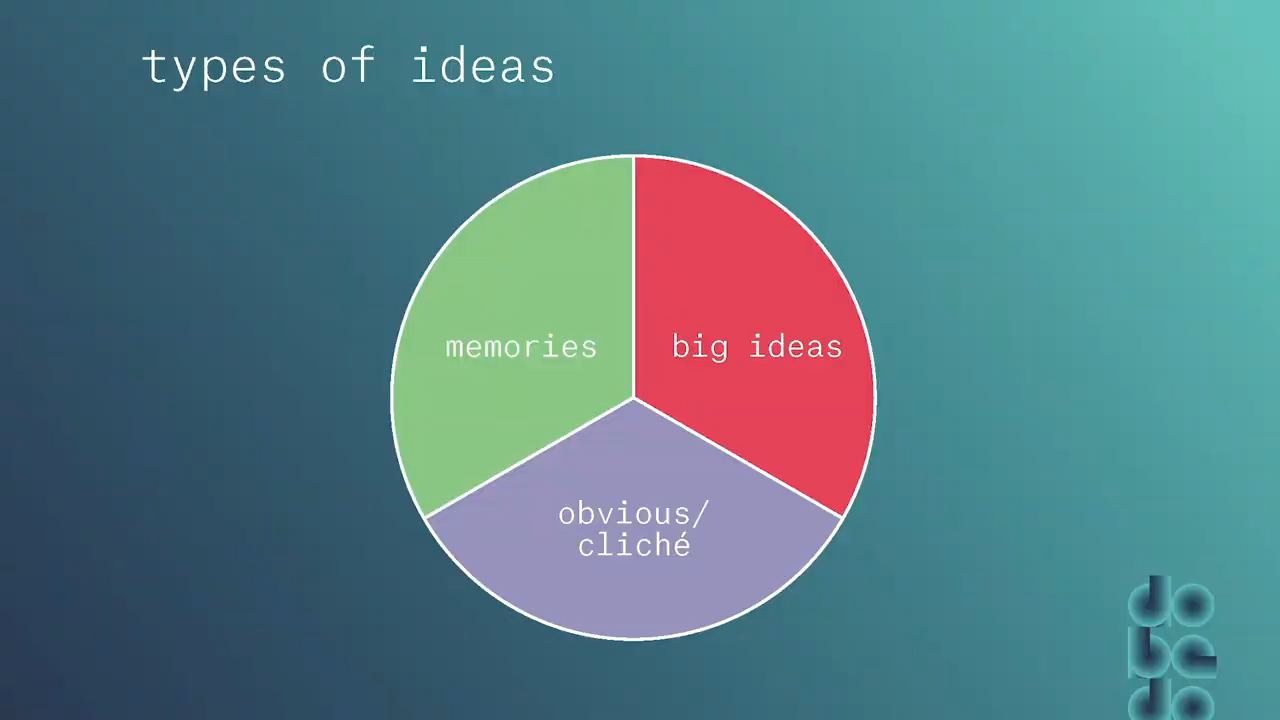 types of ideas
memories
big ideas
obvious/
cliché
do
be
do